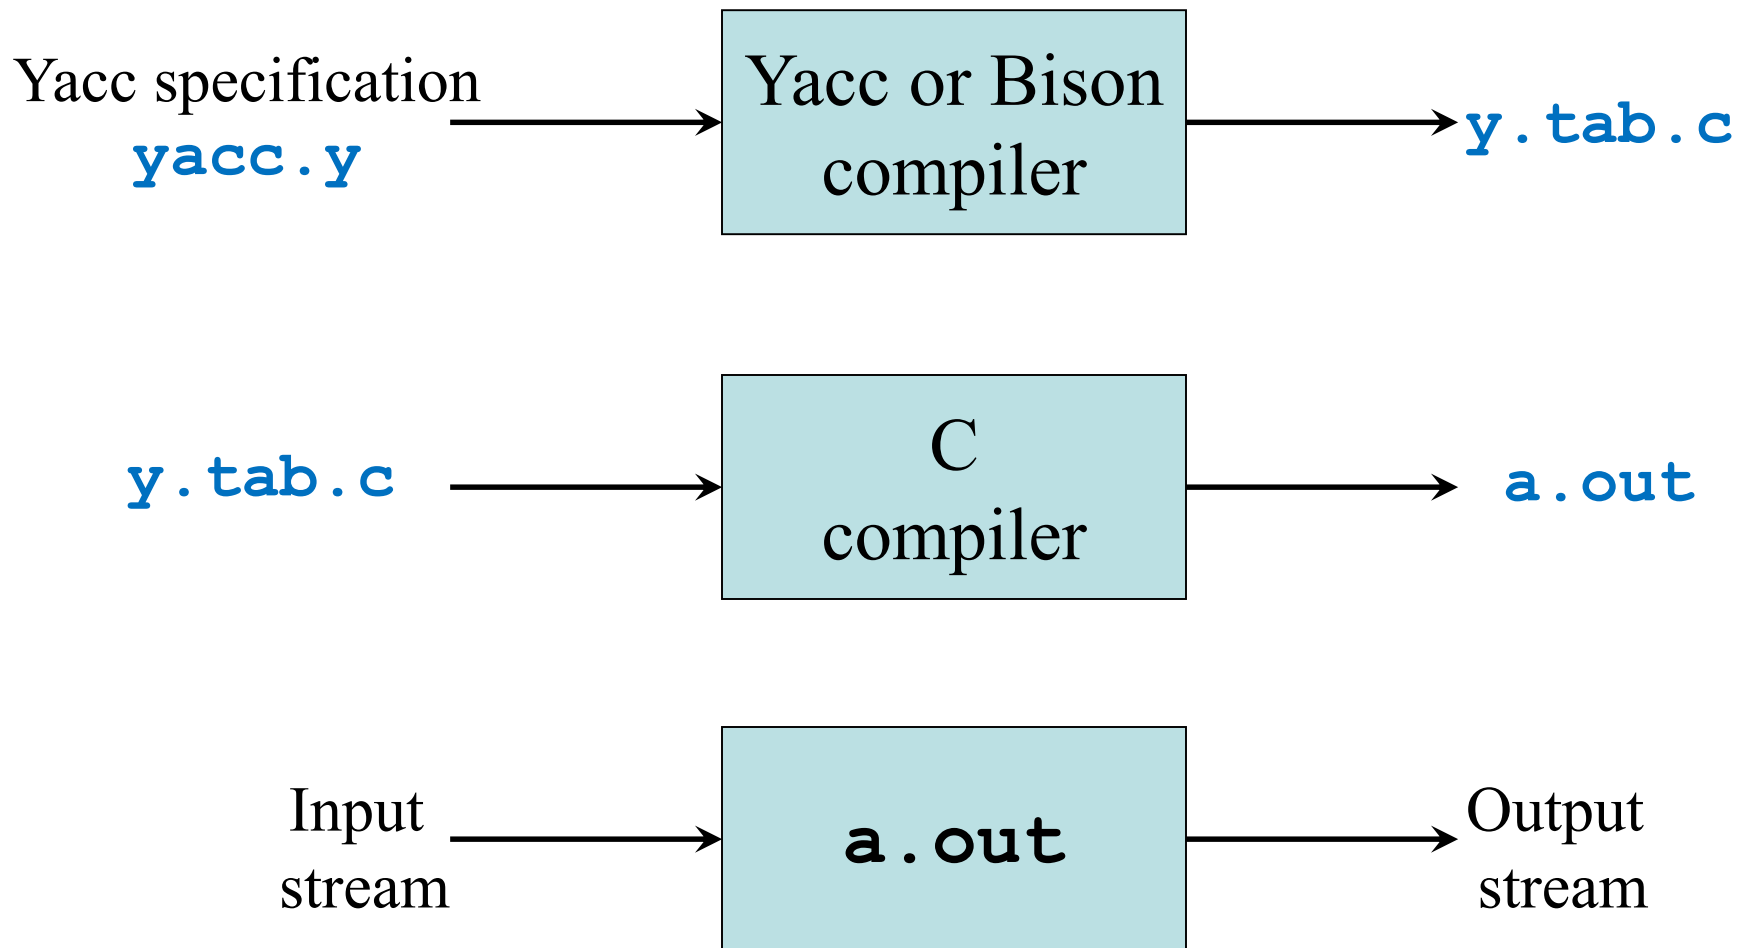 Yacc specification
yacc.y
Yacc or Bison
compiler
y.tab.c
y.tab.c
C
compiler
a.out
Input
stream
a.out
Output
stream